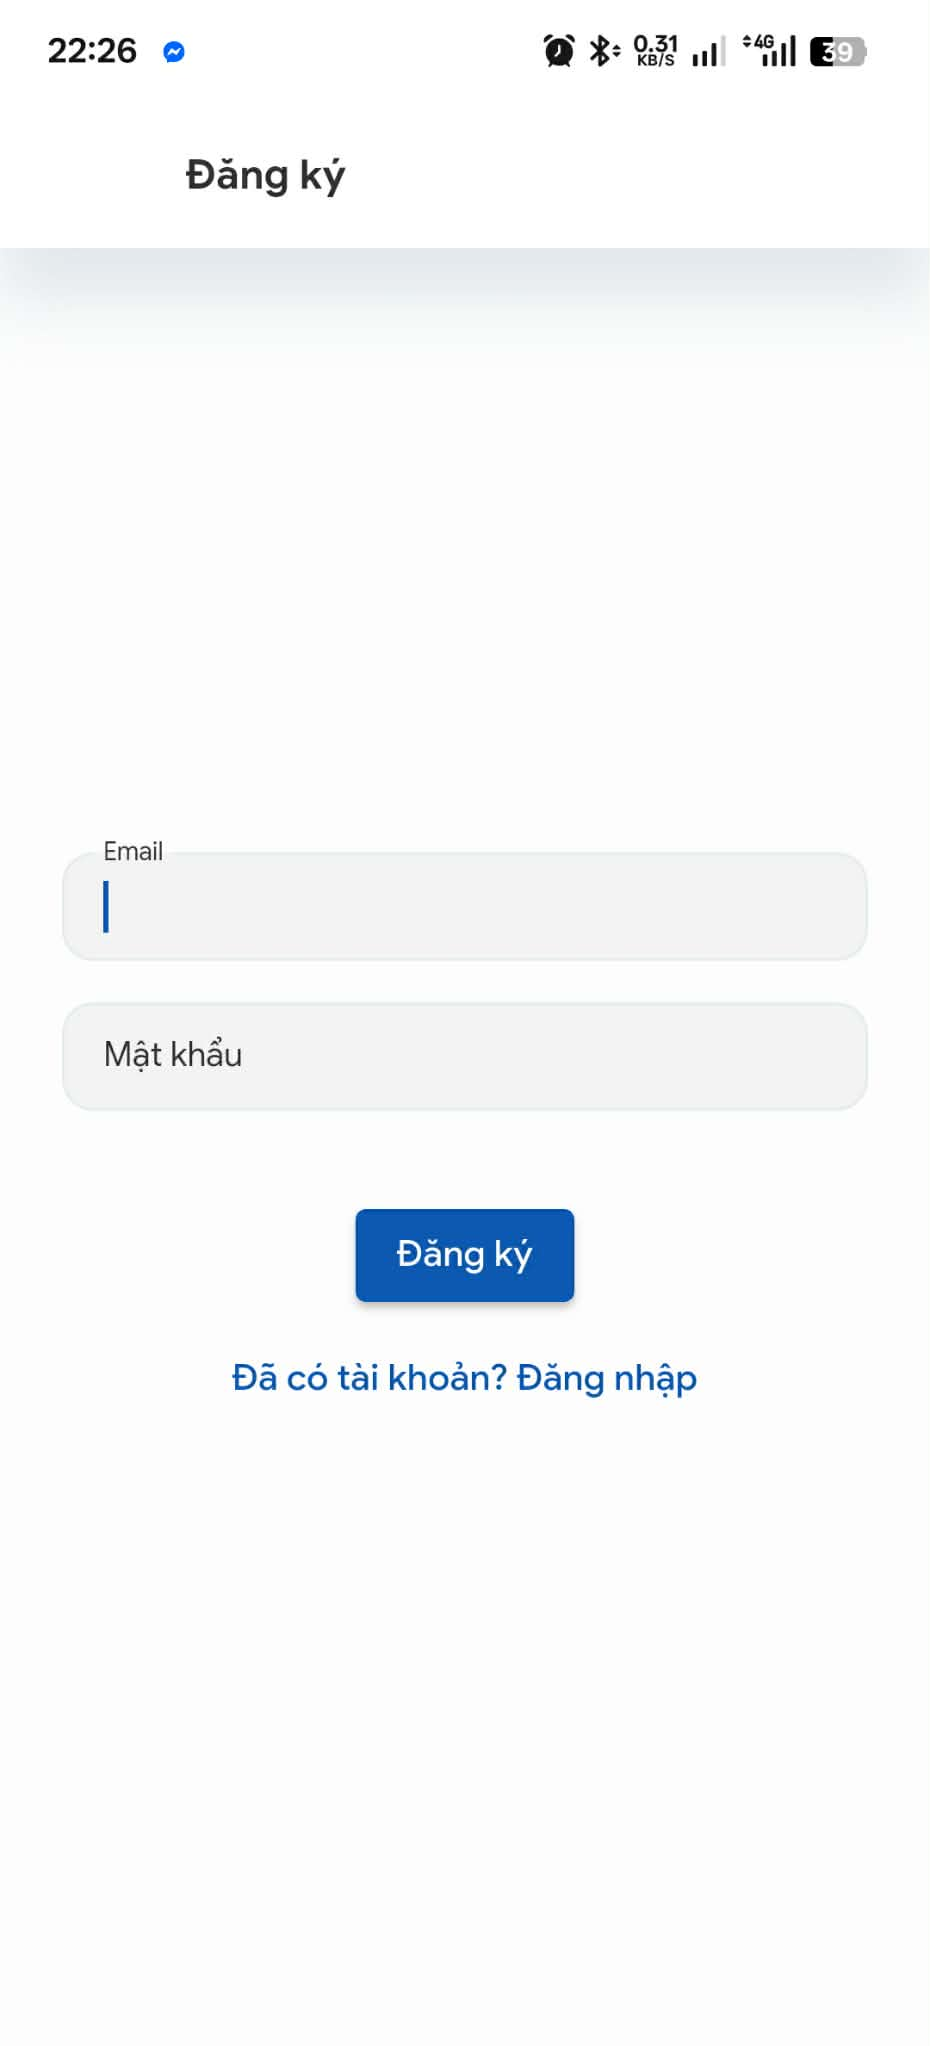 22:26 0.31 KB/S 4G 39
Đăng ký
Email
Mật khẩu
Đăng ký
Đã có tài khoản? Đăng nhập